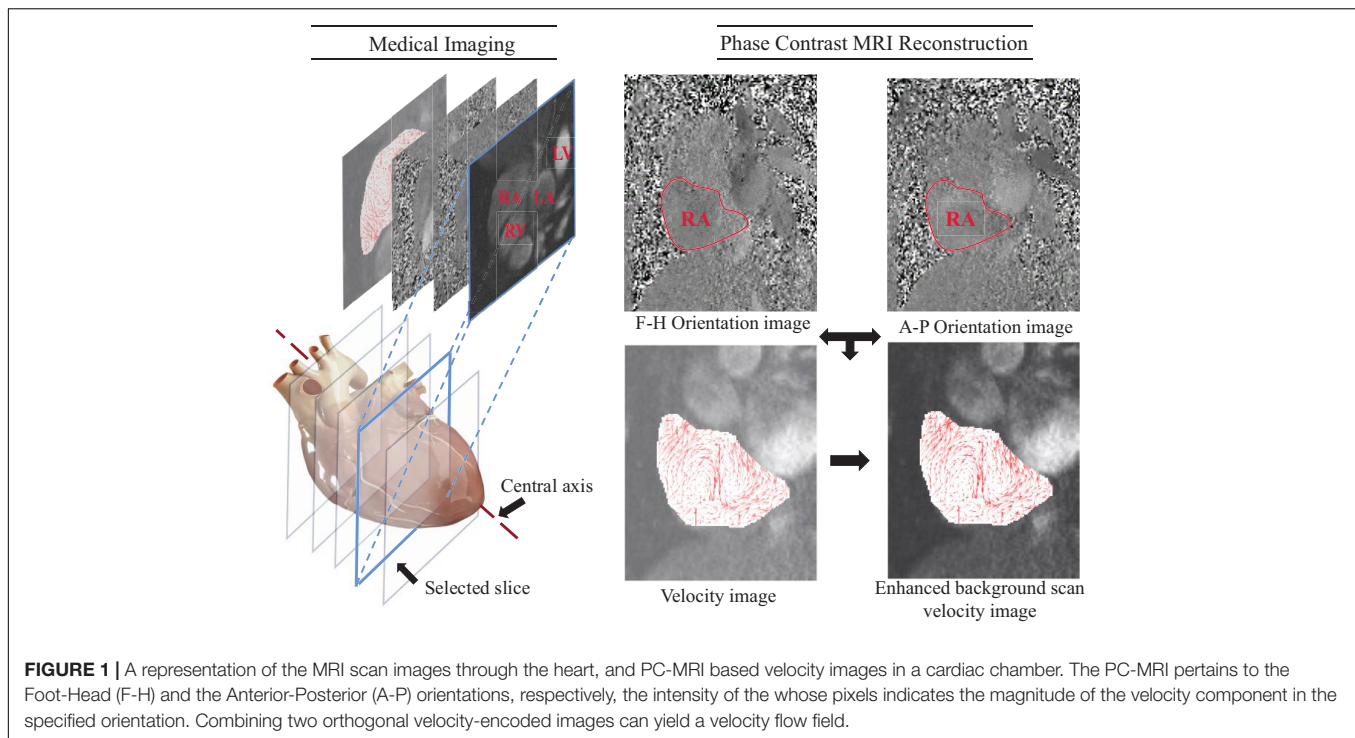 Medical Imaging
Phase Contrast MRI Reconstruction
LV
RA LA
RV
RA
RA
F-H Orientation image
A-P Orientation image
Central axis
Selected slice
Velocity image
Enhanced background scan
velocity image
FIGURE 1 | A representation of the MRI scan images through the heart, and PC-MRI based velocity images in a cardiac chamber. The PC-MRI pertains to the
Foot-Head (F-H) and the Anterior-Posterior (A-P) orientations, respectively, the intensity of the whose pixels indicates the magnitude of the velocity component in the
specified orientation. Combining two orthogonal velocity-encoded images can yield a velocity flow field.